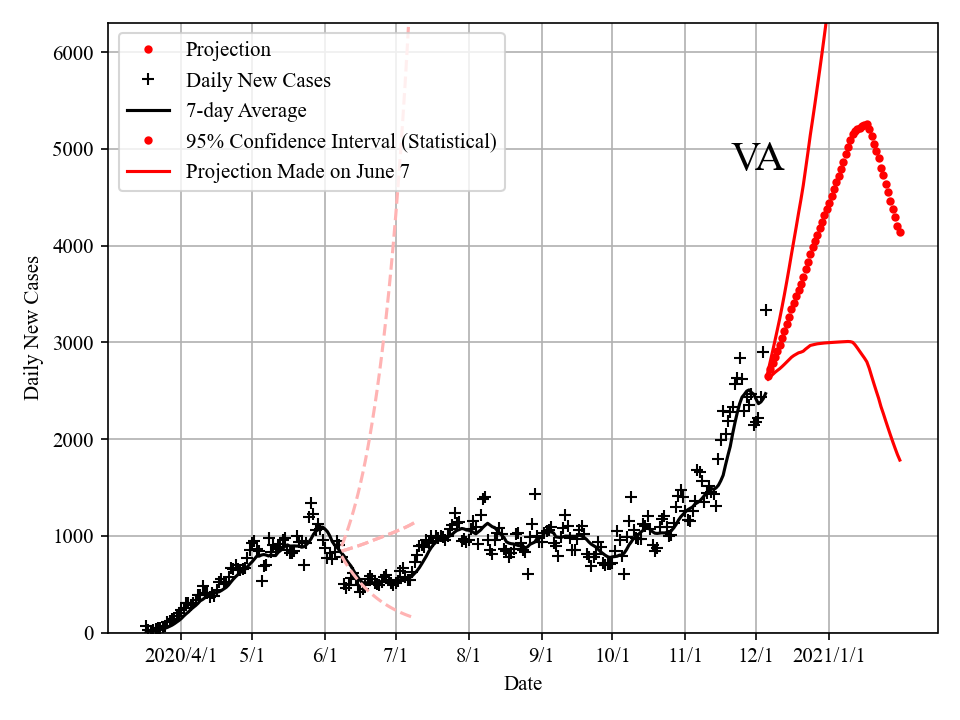 6000
5000
4000
3000
2000
1000
0
Daily New Cases
Projection
Daily New Cases
7-day Average
95% Confidence Interval (Statistical)
Projection Made on June 7
VA
2020/4/1 5/1 6/1 7/1 8/1 9/1 10/1 11/1 12/1 2021/1/1
Date